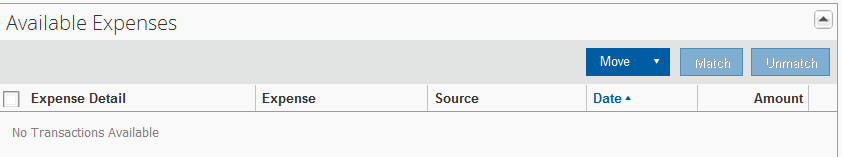 Available Expenses
Move Match Unmatch
Expense Detail Expense Source Date Amount
No Transactions Available